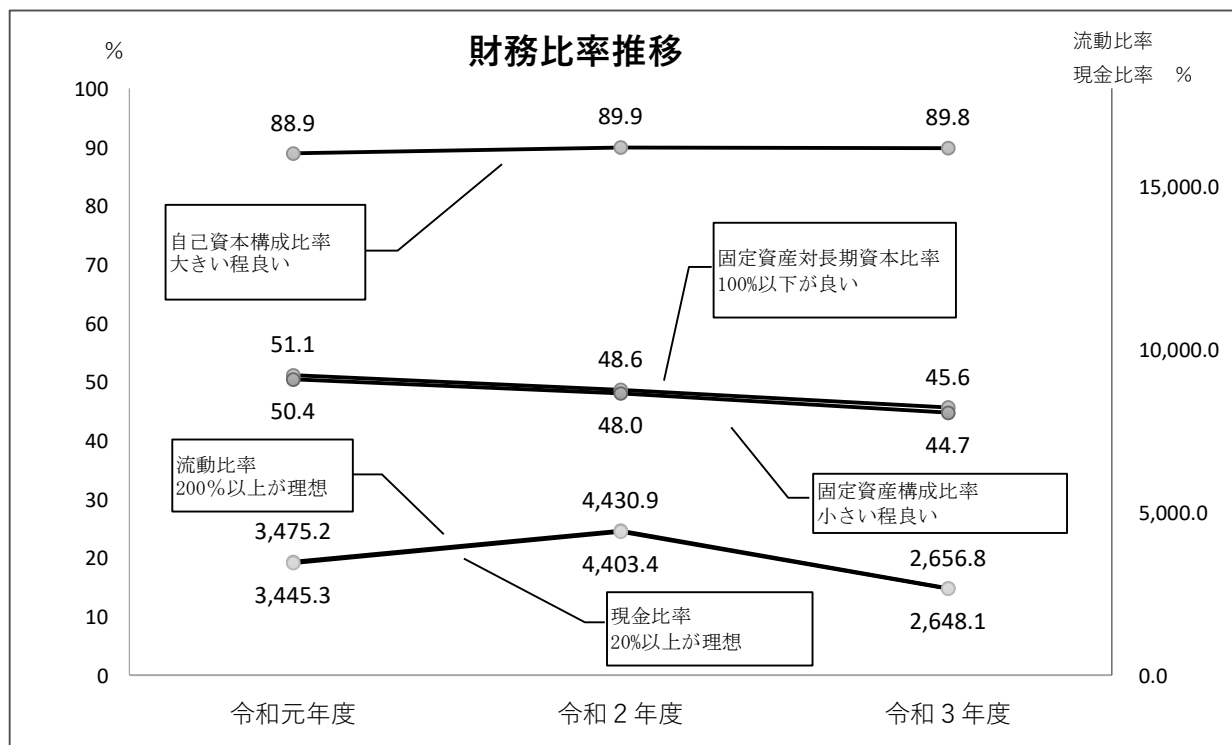 財務比率推移
%
流動比率
現金比率 %
100
90
80
70
60
50
40
30
20
10
0
15,000.0
10,000.0
5,000.0
0.0
88.9
89.9
89.8
自己資本構成比率
大きい程良い
固定資産対長期資本比率
100%以下が良い
51.1
48.6
45.6
50.4
48.0
44.7
流動比率
200%以上が理想
固定資産構成比率
小さい程良い
3,475.2
4,430.9
2,656.8
3,445.3
4,403.4
2,648.1
現金比率
20%以上が理想
令和元年度
令和2年度
令和3年度